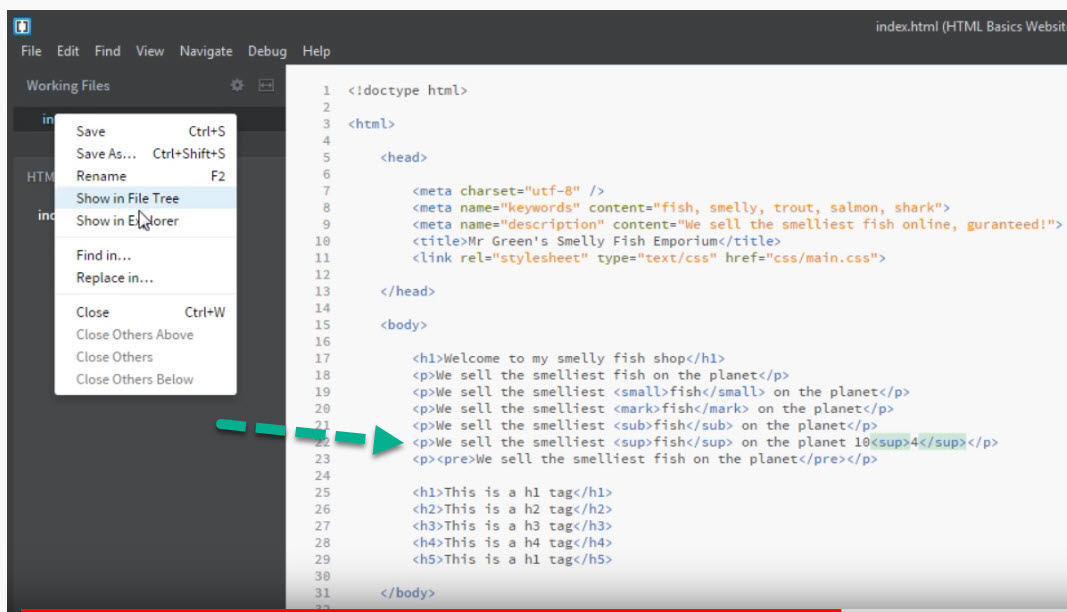 index.html (HTML Basics Websit
File Edit Find View Navigate Debug Help
Working Files
in
HTM
ind
Save Ctrl+S
Save As... Ctrl+Shift+S
Rename F2
Show in File Tree
Show in Explorer
Find in...
Replace in...
Close Ctrl+W
Close Others Above
Close Others
Close Others Below
1 <!doctype html>
2
3 <html>
4
5 <head>
6
7 <meta charset="utf-8" />
8 <meta name="keywords" content="fish, smelly, trout, salmon, shark">
9 <meta name="description" content="We sell the smelliest fish online, guranteed!">
10 <title>Mr Green's Smelly Fish Emporium</title>
11 <link rel="stylesheet" type="text/css" href="css/main.css">
12
13 </head>
14
15 <body>
16
17 <h1>Welcome to my smelly fish shop</h1>
18 <p>We sell the smelliest fish on the planet</p>
19 <p>We sell the smelliest <small>fish</small> on the planet</p>
20 <p>We sell the smelliest <mark>fish</mark> on the planet</p>
21 <p>We sell the smelliest <sub>fish</sub> on the planet</p>
22 <p>We sell the smelliest <sup>fish</sup> on the planet 10<sup>4</sup></p>
23 <p><pre>We sell the smelliest fish on the planet</pre></p>
24
25 <h1>This is a h1 tag</h1>
26 <h2>This is a h2 tag</h2>
27 <h3>This is a h3 tag</h3>
28 <h4>This is a h4 tag</h4>
29 <h5>This is a h1 tag</h5>
30
31 </body>
32